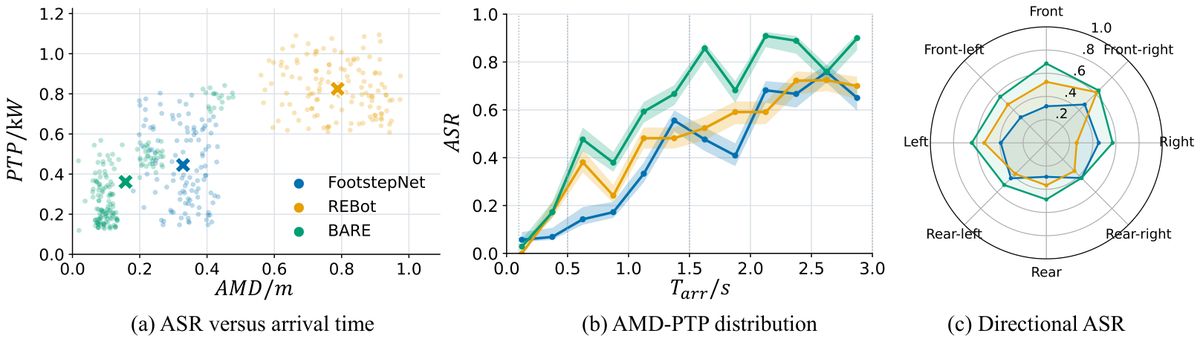 1.2
1.0
0.8
0.6
0.4
0.2
0.0
PTP/kW
0.0 0.2 0.4 0.6 0.8 1.0
AMD/m
FootstepNet
REBot
BARE
(a) ASR versus arrival time
1.0
0.8
0.6
0.4
0.2
0.0
ASR
0.0 0.5 1.0 1.5 2.0 2.5 3.0
Tarr/s
(b) AMD-PTP distribution
Front
1.0
.8
.6
.4
.2
Front-left
Front-right
Left
Right
Rear-left
Rear-right
Rear
(c) Directional ASR